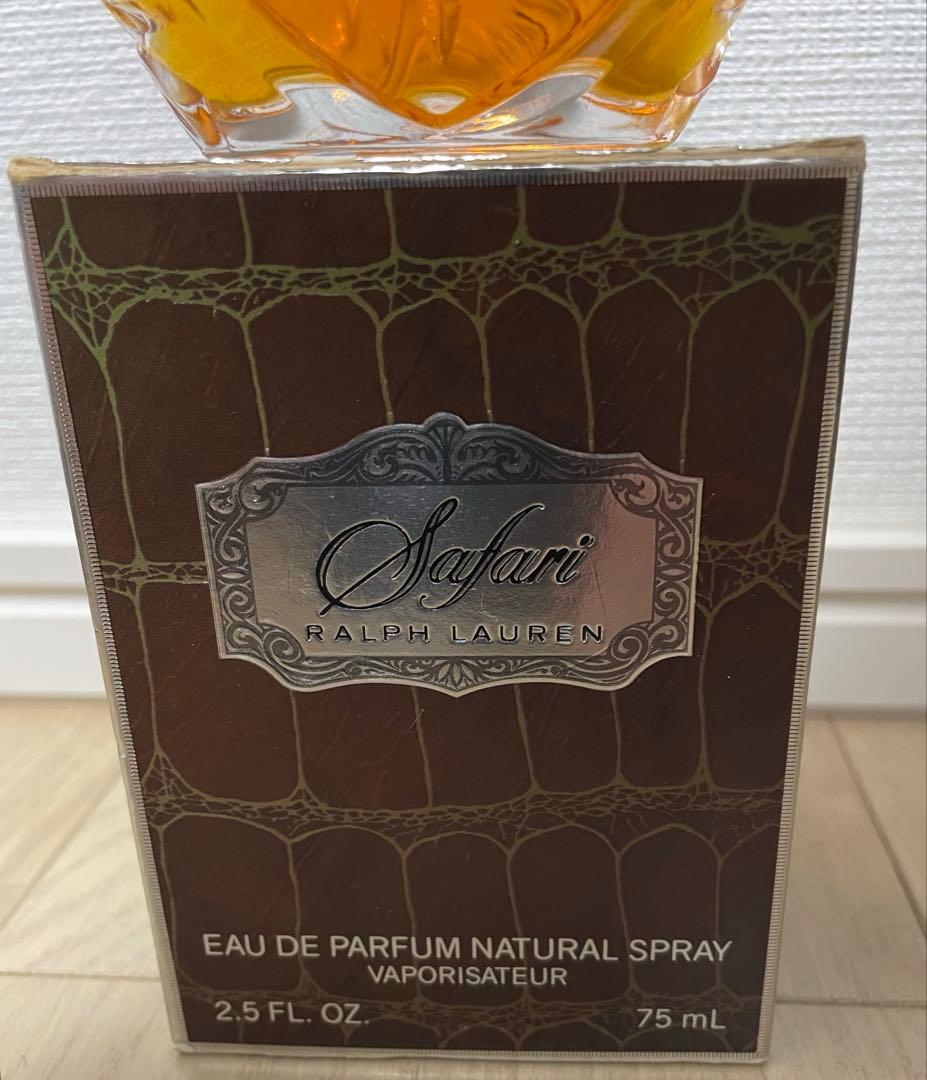 Safari
RALPH LAUREN
EAU DE PARFUM NATURAL SPRAY
VAPORISATEUR
2.5 FL. OZ. 75 mL